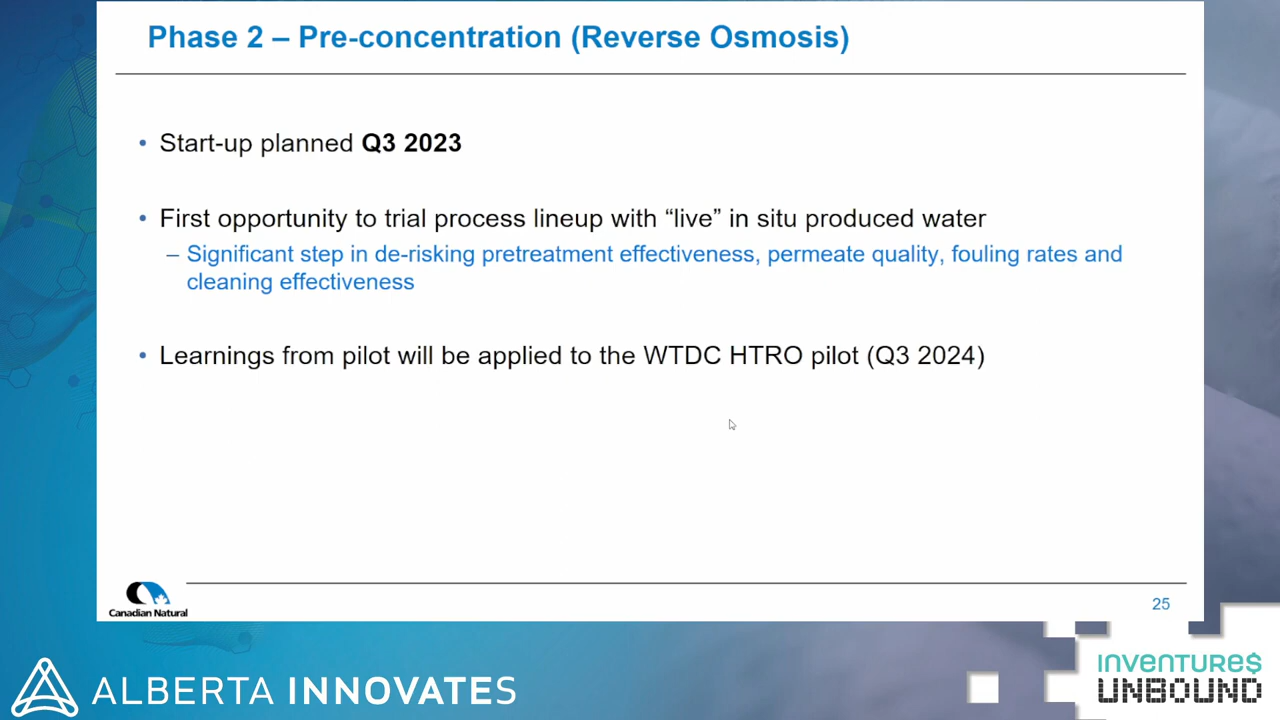 Phase 2 – Pre-concentration (Reverse Osmosis)
• Start-up planned Q3 2023
• First opportunity to trial process lineup with “live” in situ produced water
– Significant step in de-risking pretreatment effectiveness, permeate quality, fouling rates and
cleaning effectiveness
• Learnings from pilot will be applied to the WTDC HTRO pilot (Q3 2024)
Canadian Natural
25
ALBERTA INNOVATES
INVENTURE$
UNBOUND